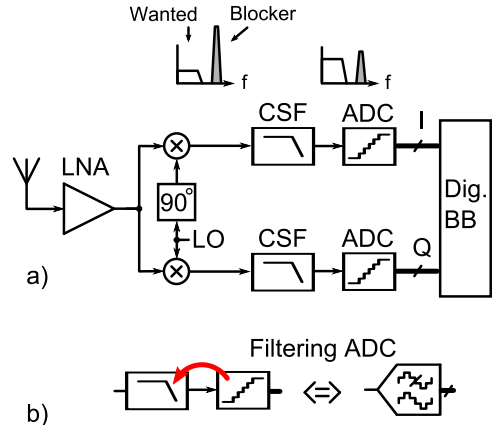 Wanted Blocker
f f
CSF ADC I
LNA
90°
Dig.
BB
LO
CSF ADC Q
a)
Filtering ADC
b)